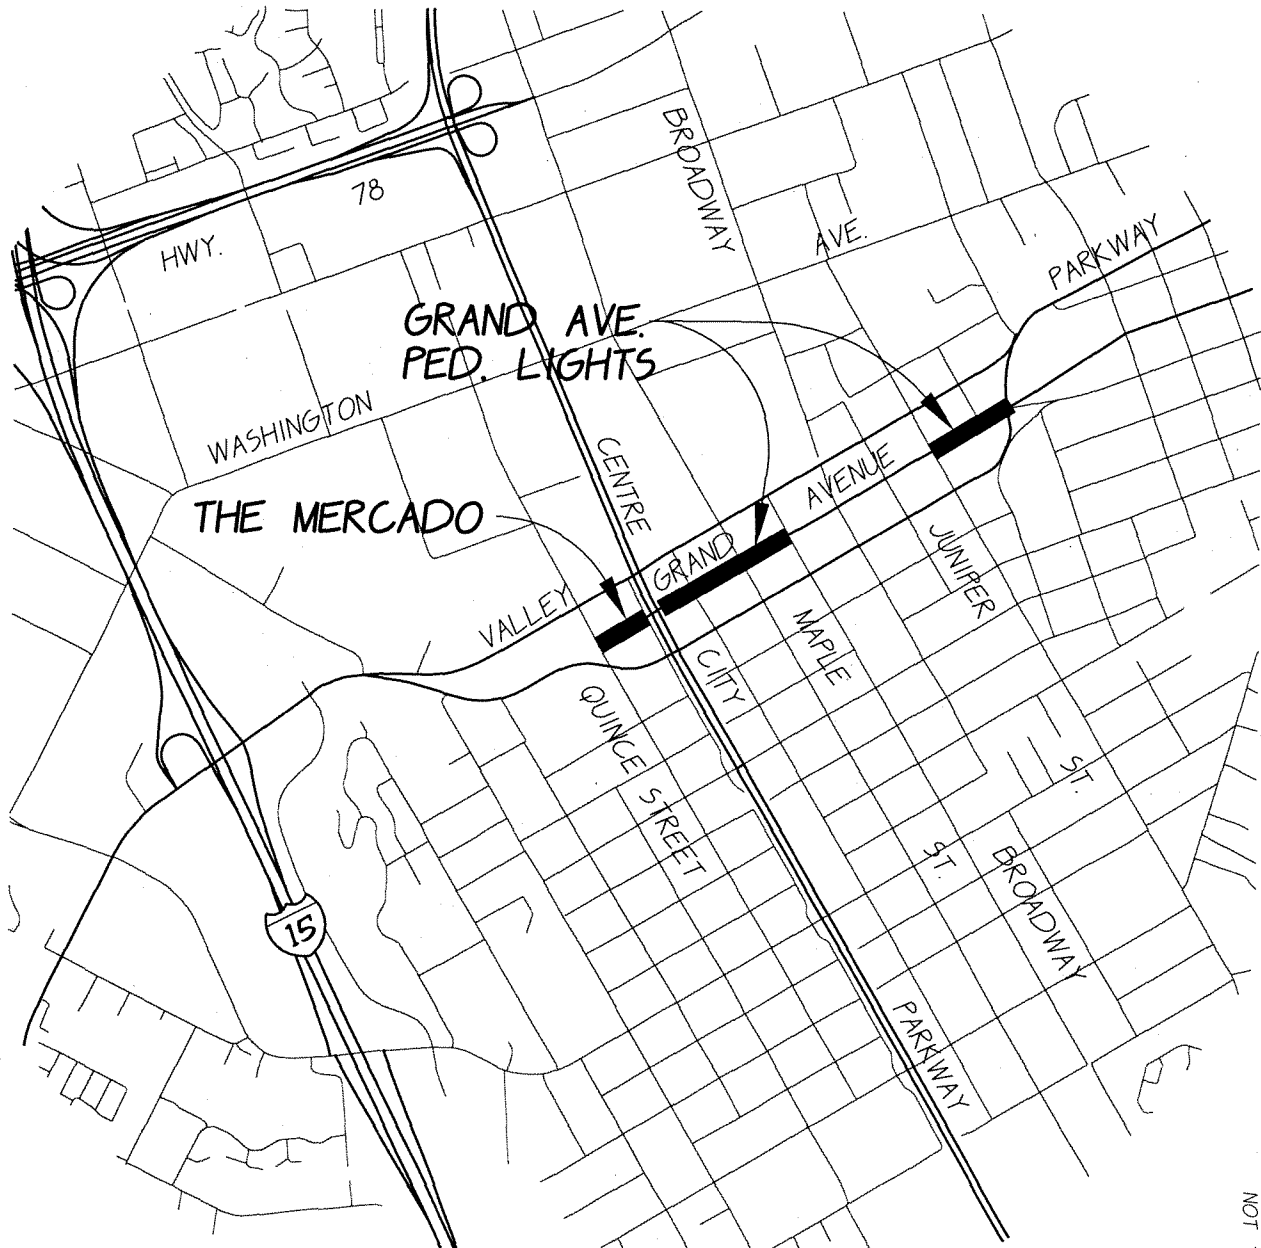 BROADWAY
78
HWY.
AVE.
PARKWAY
GRAND AVE.
PED. LIGHTS
WASHINGTON
CENTRE
AVENUE
THE MERCADO
GRAND
JUNIPER
VALLEY
MAPLE
CITY
QUINCE STREET
ST.
ST.
BROADWAY
15
PARKWAY
NOT